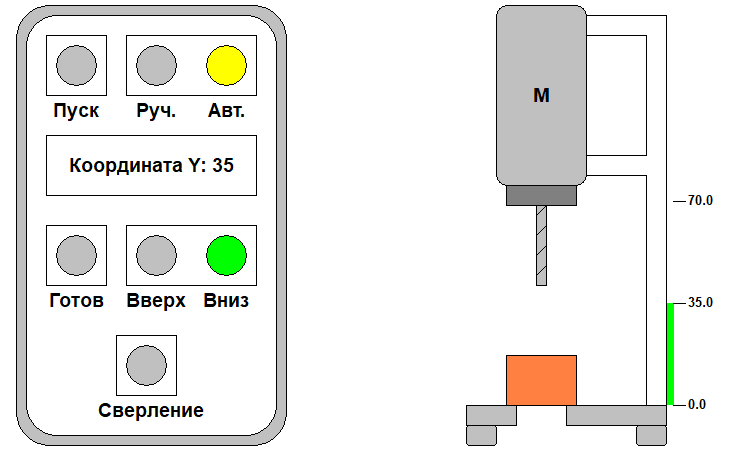 Пуск Руч. Авт.
Координата Y: 35
Готов Вверх Вниз
Сверление
М
70.0
35.0
0.0